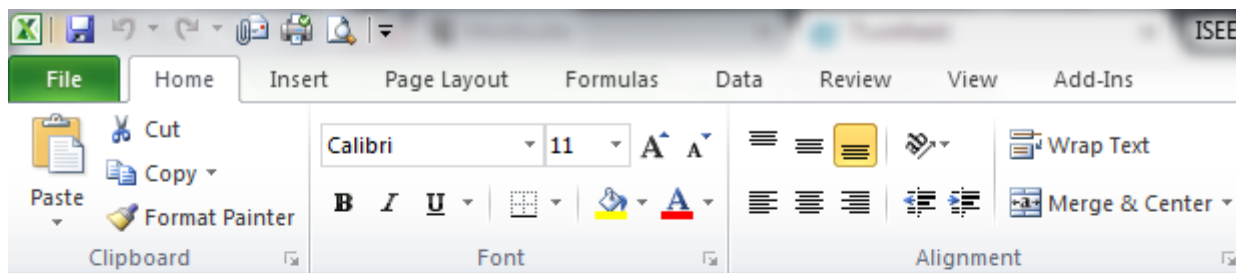 ISEE
File Home Insert Page Layout Formulas Data Review View Add-Ins
Cut
Copy
Paste
Format Painter
Clipboard
Calibri 11 A A
B I U A
Font
Wrap Text
Merge & Center
Alignment